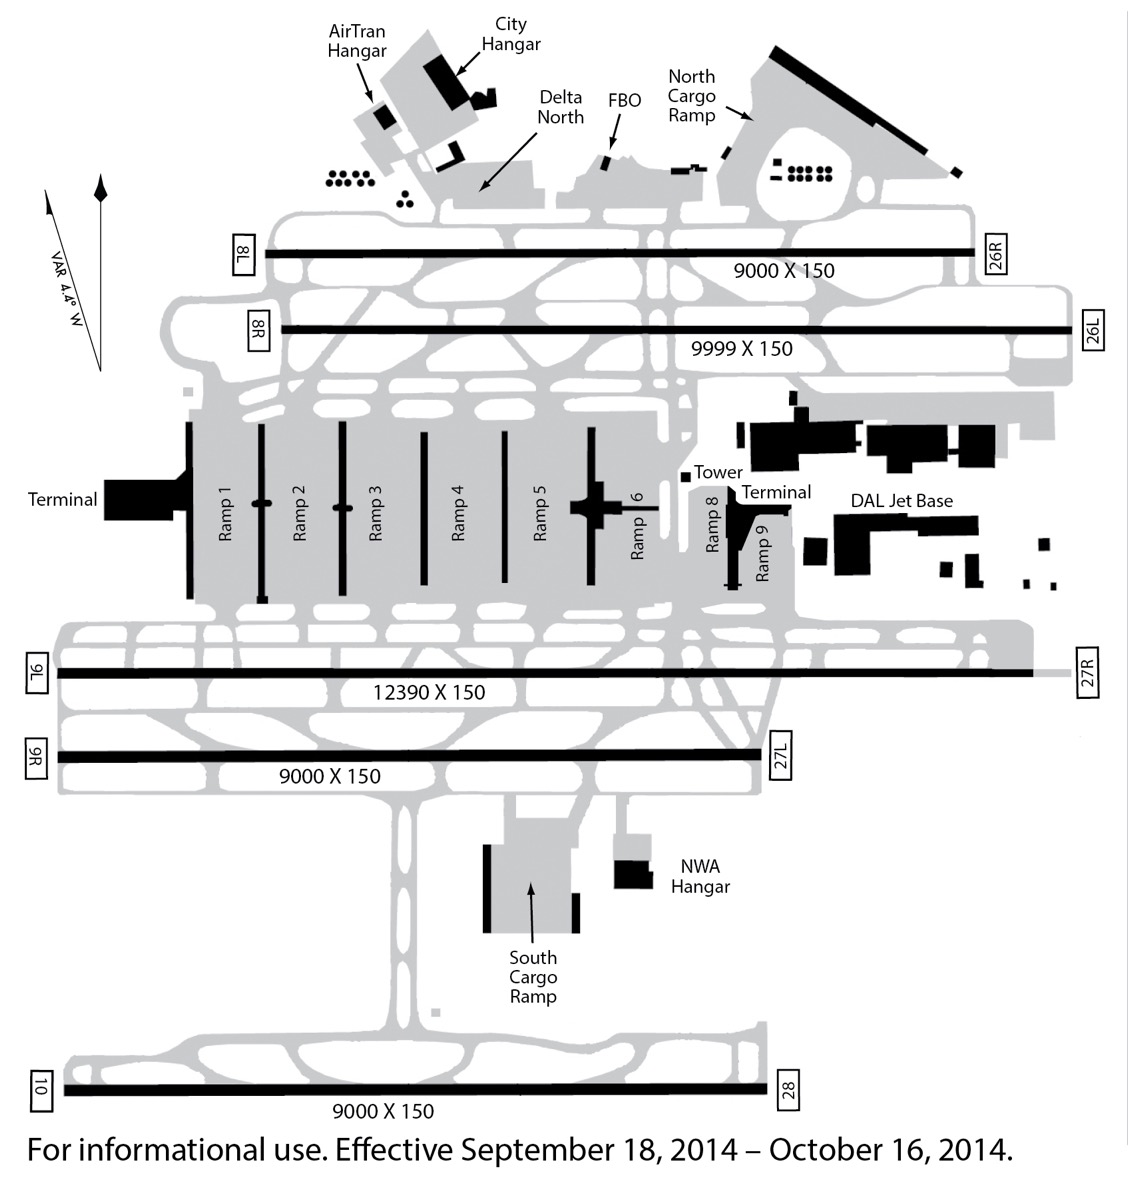 AirTran
Hangar
City
Hangar
Delta
North
FBO
North
Cargo
Ramp
VAR 4.4° W
8L
26R
9000 X 150
8R
26L
9999 X 150
Terminal
Ramp 1
Ramp 2
Ramp 3
Ramp 4
Ramp 5
Ramp 6
Tower
Ramp 8
Terminal
Ramp 9
DAL Jet Base
9L
27R
12390 X 150
9R
27L
9000 X 150
NWA
Hangar
South
Cargo
Ramp
10
28
9000 X 150
For informational use. Effective September 18, 2014 – October 16, 2014.